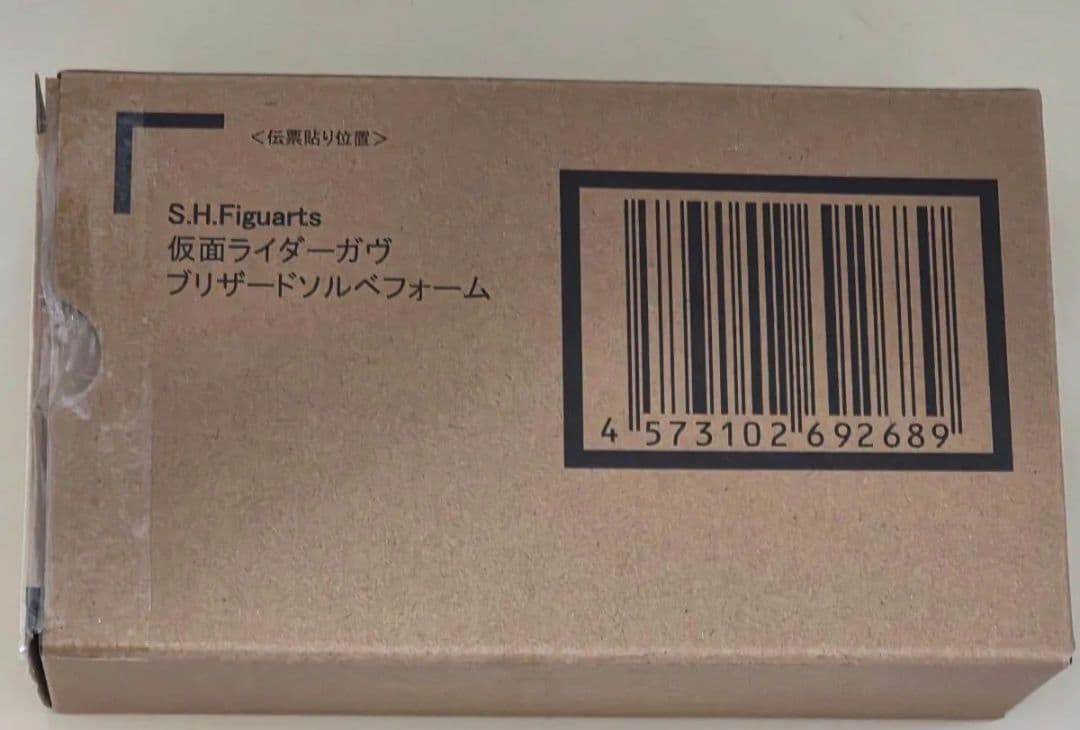 <伝票貼り位置>
S.H.Figuarts
仮面ライダーガヴ
ブリザードソルベフォーム
4 573102 692689